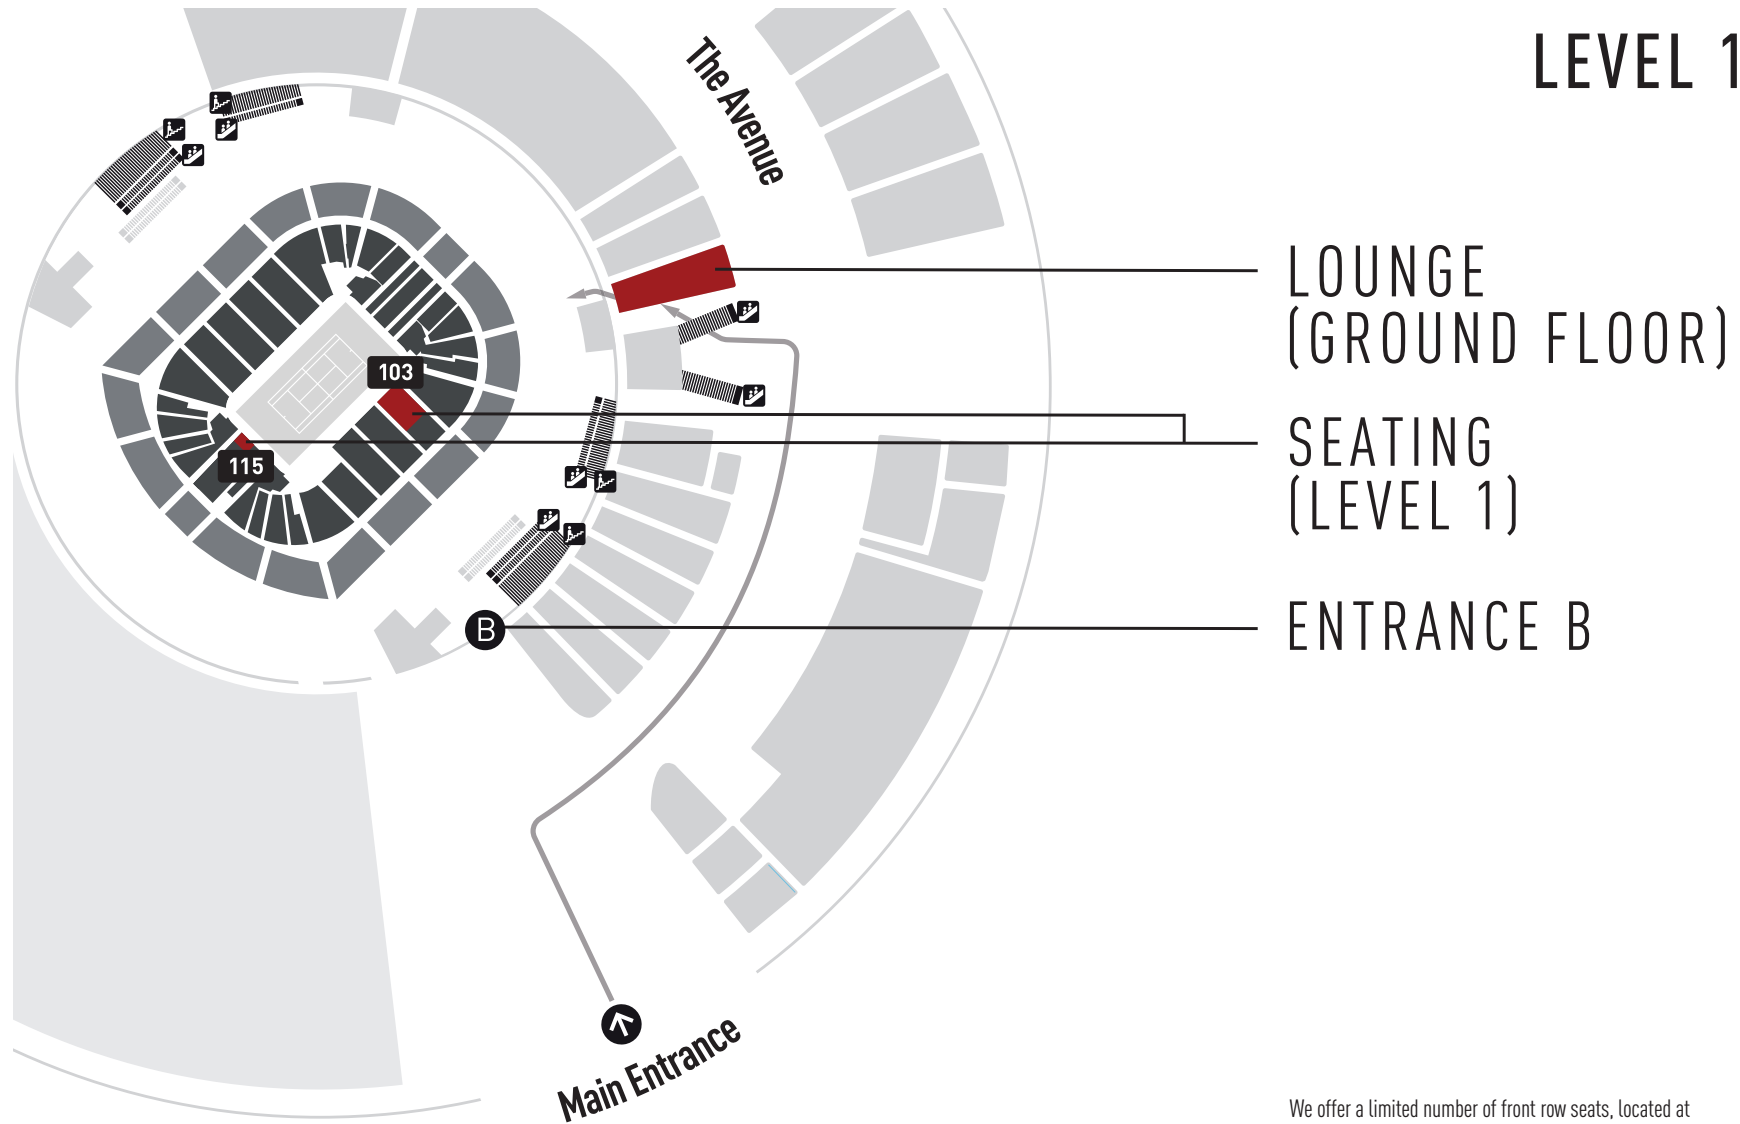 LEVEL 1
The Avenue
LOUNGE
(GROUND FLOOR)
103
SEATING
(LEVEL 1)
115
B
ENTRANCE B
Main Entrance
We offer a limited number of front row seats, located at